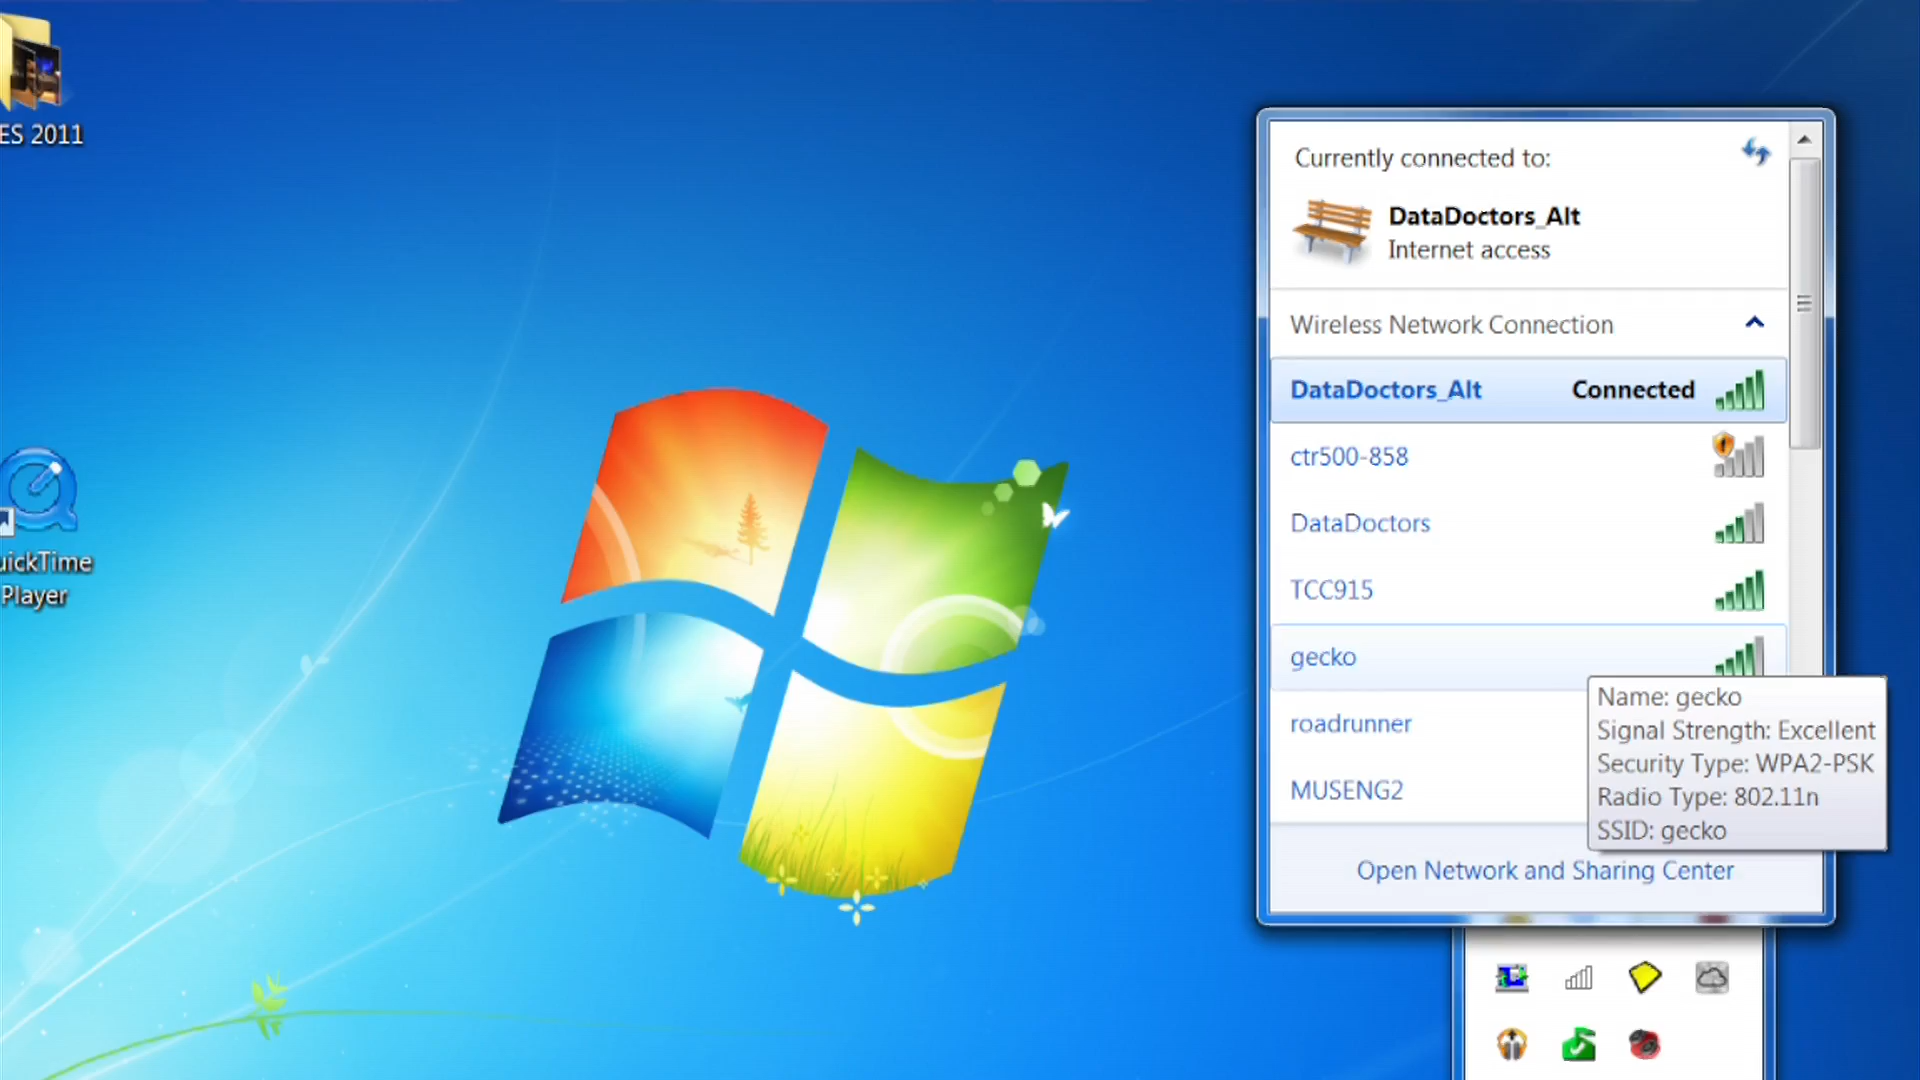 ES 2011
uickTime
Player
Currently connected to:
DataDoctors_Alt
Internet access
Wireless Network Connection
DataDoctors_Alt Connected
ctr500-858
DataDoctors
TCC915
gecko
roadrunner
MUSENG2
Name: gecko
Signal Strength: Excellent
Security Type: WPA2-PSK
Radio Type: 802.11n
SSID: gecko
Open Network and Sharing Center